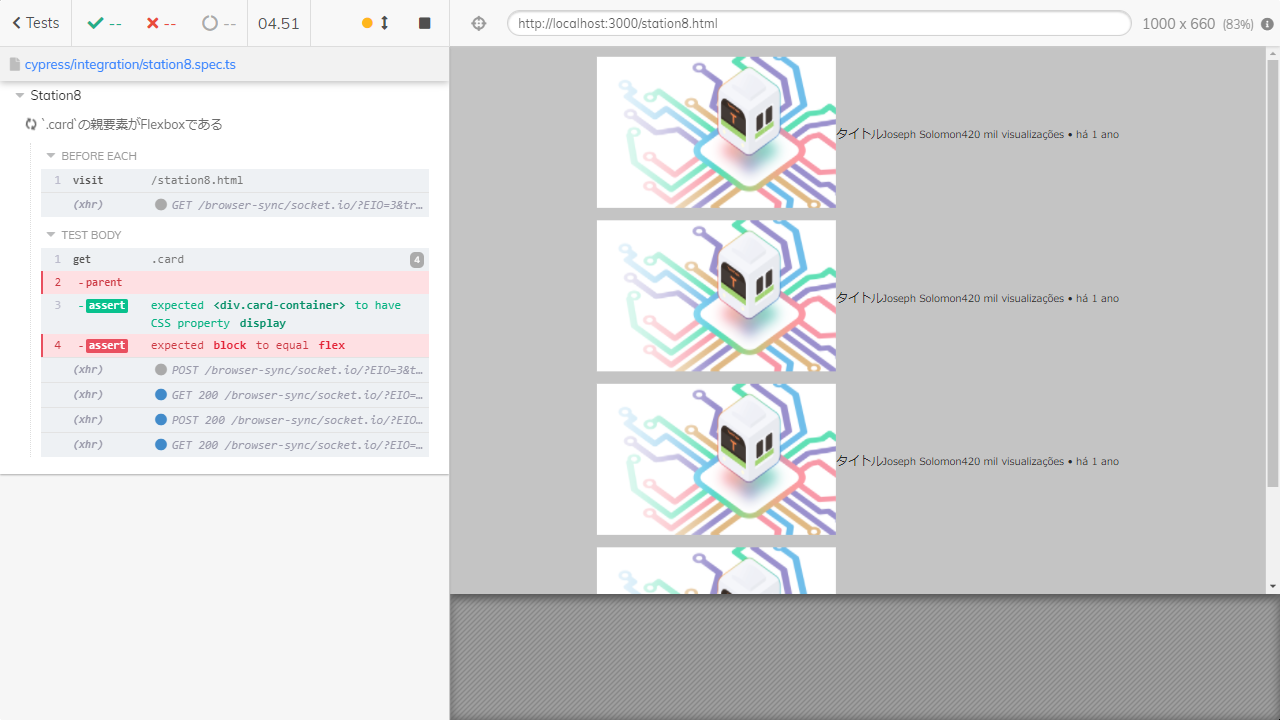 Tests
--
--
--
04.51
http://localhost:3000/station8.html
1000 x 660 (83%)
cypress/integration/station8.spec.ts
Station8
`.card`の親要素がFlexboxである
BEFORE EACH
1 visit /station8.html
(xhr) GET /browser-sync/socket.io/?EIO=3&tr…
TEST BODY
1 get .card 4
2 -parent
3 -assert expected <div.card-container> to have
CSS property display
4 -assert expected block to equal flex
(xhr) POST /browser-sync/socket.io/?EIO=3&t…
(xhr) GET 200 /browser-sync/socket.io/?EIO=…
(xhr) POST 200 /browser-sync/socket.io/?EIO…
(xhr) GET 200 /browser-sync/socket.io/?EIO=…
タイトルJoseph Solomon420 mil visualizações • há 1 ano
タイトルJoseph Solomon420 mil visualizações • há 1 ano
タイトルJoseph Solomon420 mil visualizações • há 1 ano